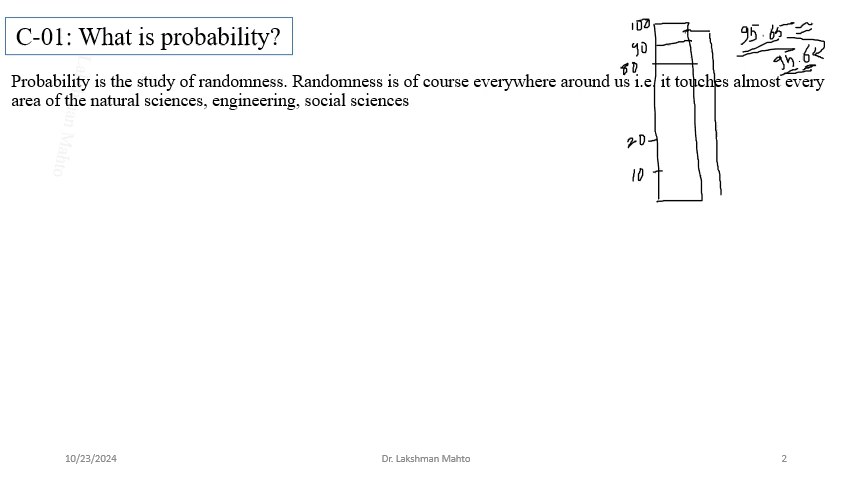 C-01: What is probability?
100
90
80
95.65
95.6
Probability is the study of randomness. Randomness is of course everywhere around us i.e. it touches almost every
area of the natural sciences, engineering, social sciences
20
10
10/23/2024 Dr. Lakshman Mahto 2